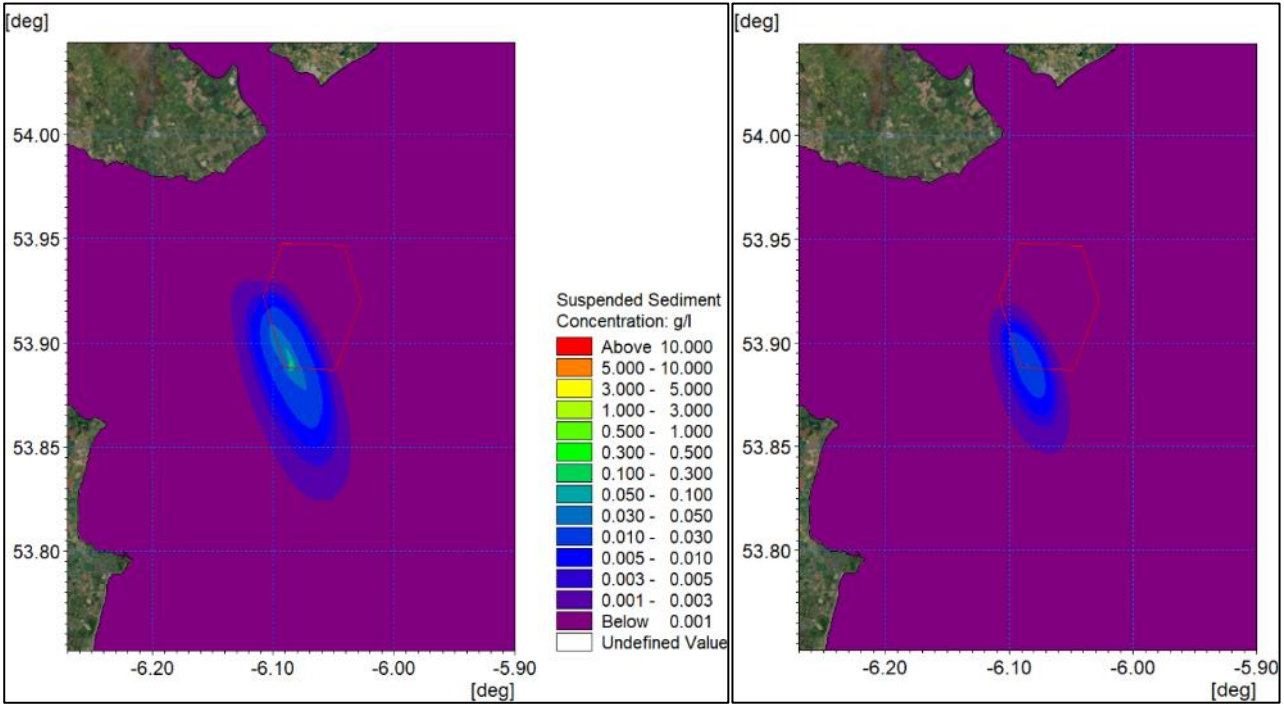 [deg]
54.00
53.95
53.90
53.85
53.80
-6.20
-6.10
-6.00
-5.90
[deg]
Suspended Sediment
Concentration: g/l
Above 10.000
5.000 - 10.000
3.000 - 5.000
1.000 - 3.000
0.500 - 1.000
0.300 - 0.500
0.100 - 0.300
0.050 - 0.100
0.030 - 0.050
0.010 - 0.030
0.005 - 0.010
0.003 - 0.005
0.001 - 0.003
Below 0.001
Undefined Value
[deg]
54.00
53.95
53.90
53.85
53.80
-6.20
-6.10
-6.00
-5.90
[deg]